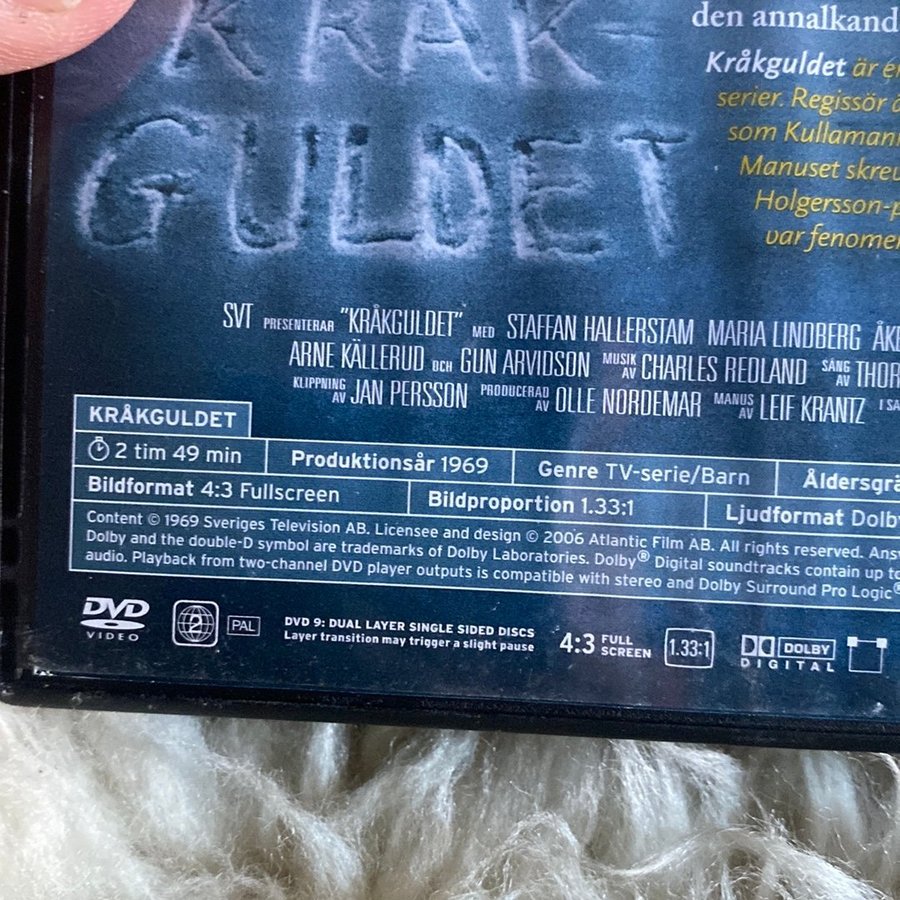 KRÅK-
GULDET
den annalkand
Kråkguldet är
serier. Regissör
som Kullaman
Manuset skrev
Holgersson-p
var fenomen
SVT PRESENTERAR "KRÅKGULDET" MED STAFFAN HALLERSTAM MARIA LINDBERG ÅKE
ARNE KÄLLERUD OCH GUN ARVIDSON MUSIK AV CHARLES REDLAND SÅNG AV THOR
KLIPPNING AV JAN PERSSON PRODUCERAD AV OLLE NORDEMAR MANUS AV LEIF KRANTZ I SA
KRÅKGULDET
2 tim 49 min Produktionsår 1969 Genre TV-serie/Barn Åldersgrä
Bildformat 4:3 Fullscreen Bildproportion 1.33:1 Ljudformat Dolby
Content © 1969 Sveriges Television AB. Licensee and design © 2006 Atlantic Film AB. All rights reserved. Ans
Dolby and the double-D symbol are trademarks of Dolby Laboratories. Dolby® Digital soundtracks contain up to
audio. Playback from two-channel DVD player outputs is compatible with stereo and Dolby Surround Pro Logic®
DVD VIDEO 2 PAL DVD 9: DUAL LAYER SINGLE SIDED DISCS 4:3 FULL SCREEN 1.33:1 DOLBY DIGITAL
Layer transition may trigger a slight pause